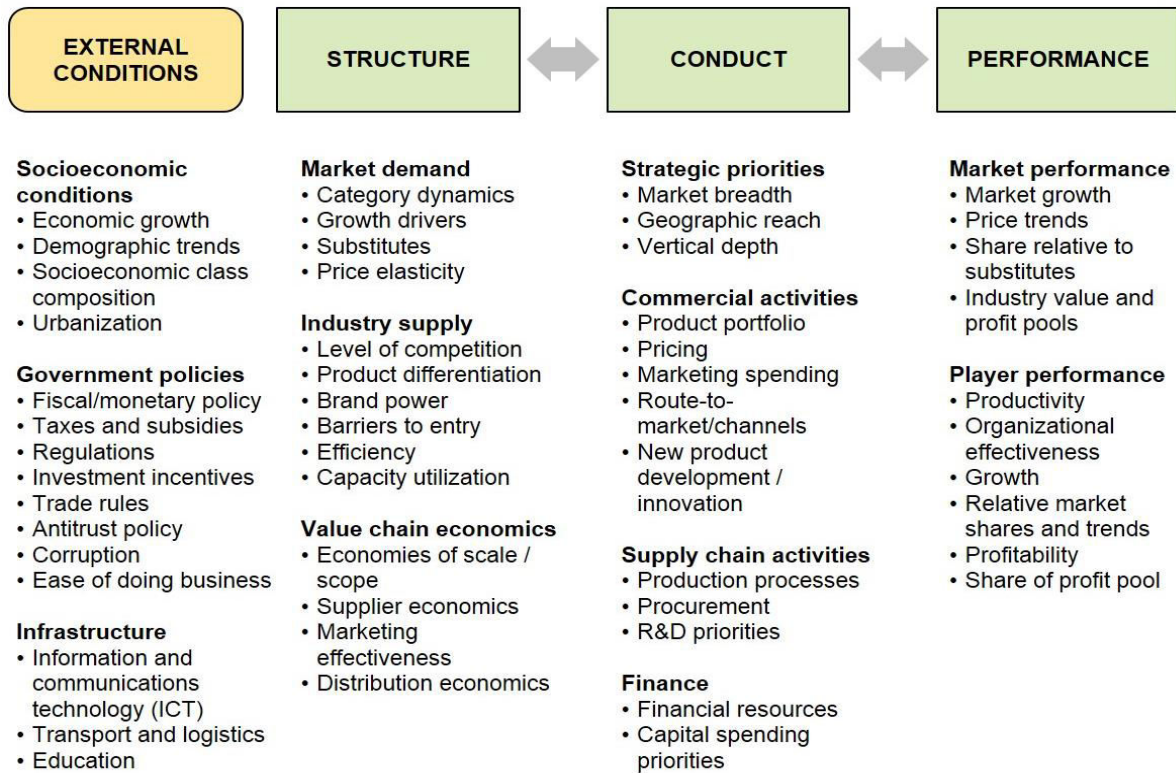 EXTERNAL
CONDITIONS
STRUCTURE
CONDUCT
PERFORMANCE
Socioeconomic
conditions
• Economic growth
• Demographic trends
• Socioeconomic class
composition
• Urbanization
Government policies
• Fiscal/monetary policy
• Taxes and subsidies
• Regulations
• Investment incentives
• Trade rules
• Antitrust policy
• Corruption
• Ease of doing business
Infrastructure
• Information and
communications
technology (ICT)
• Transport and logistics
• Education
Market demand
• Category dynamics
• Growth drivers
• Substitutes
• Price elasticity
Industry supply
• Level of competition
• Product differentiation
• Brand power
• Barriers to entry
• Efficiency
• Capacity utilization
Value chain economics
• Economies of scale /
scope
• Supplier economics
• Marketing
effectiveness
• Distribution economics
Strategic priorities
• Market breadth
• Geographic reach
• Vertical depth
Commercial activities
• Product portfolio
• Pricing
• Marketing spending
• Route-to-
market/channels
• New product
development /
innovation
Supply chain activities
• Production processes
• Procurement
• R&D priorities
Finance
• Financial resources
• Capital spending
priorities
Market performance
• Market growth
• Price trends
• Share relative to
substitutes
• Industry value and
profit pools
Player performance
• Productivity
• Organizational
effectiveness
• Growth
• Relative market
shares and trends
• Profitability
• Share of profit pool